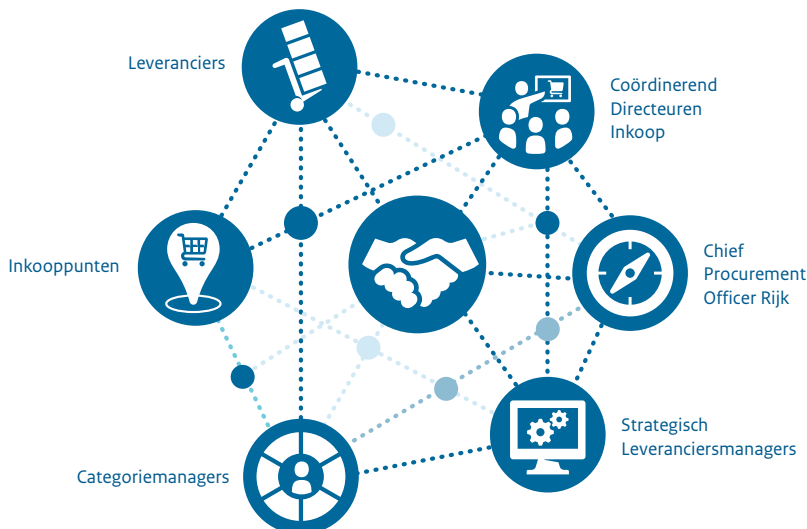 Leveranciers
Coördinerend
Directeuren
Inkoop
Inkooppunten
Chief
Procurement
Officer Rijk
Strategisch
Leveranciersmanagers
Categoriemanagers